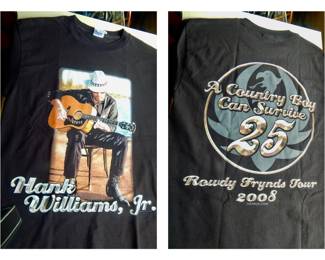 Hank
Williams, Jr.
A Country Boy
Can Survive
25
Rowdy Frynds Tour
2008